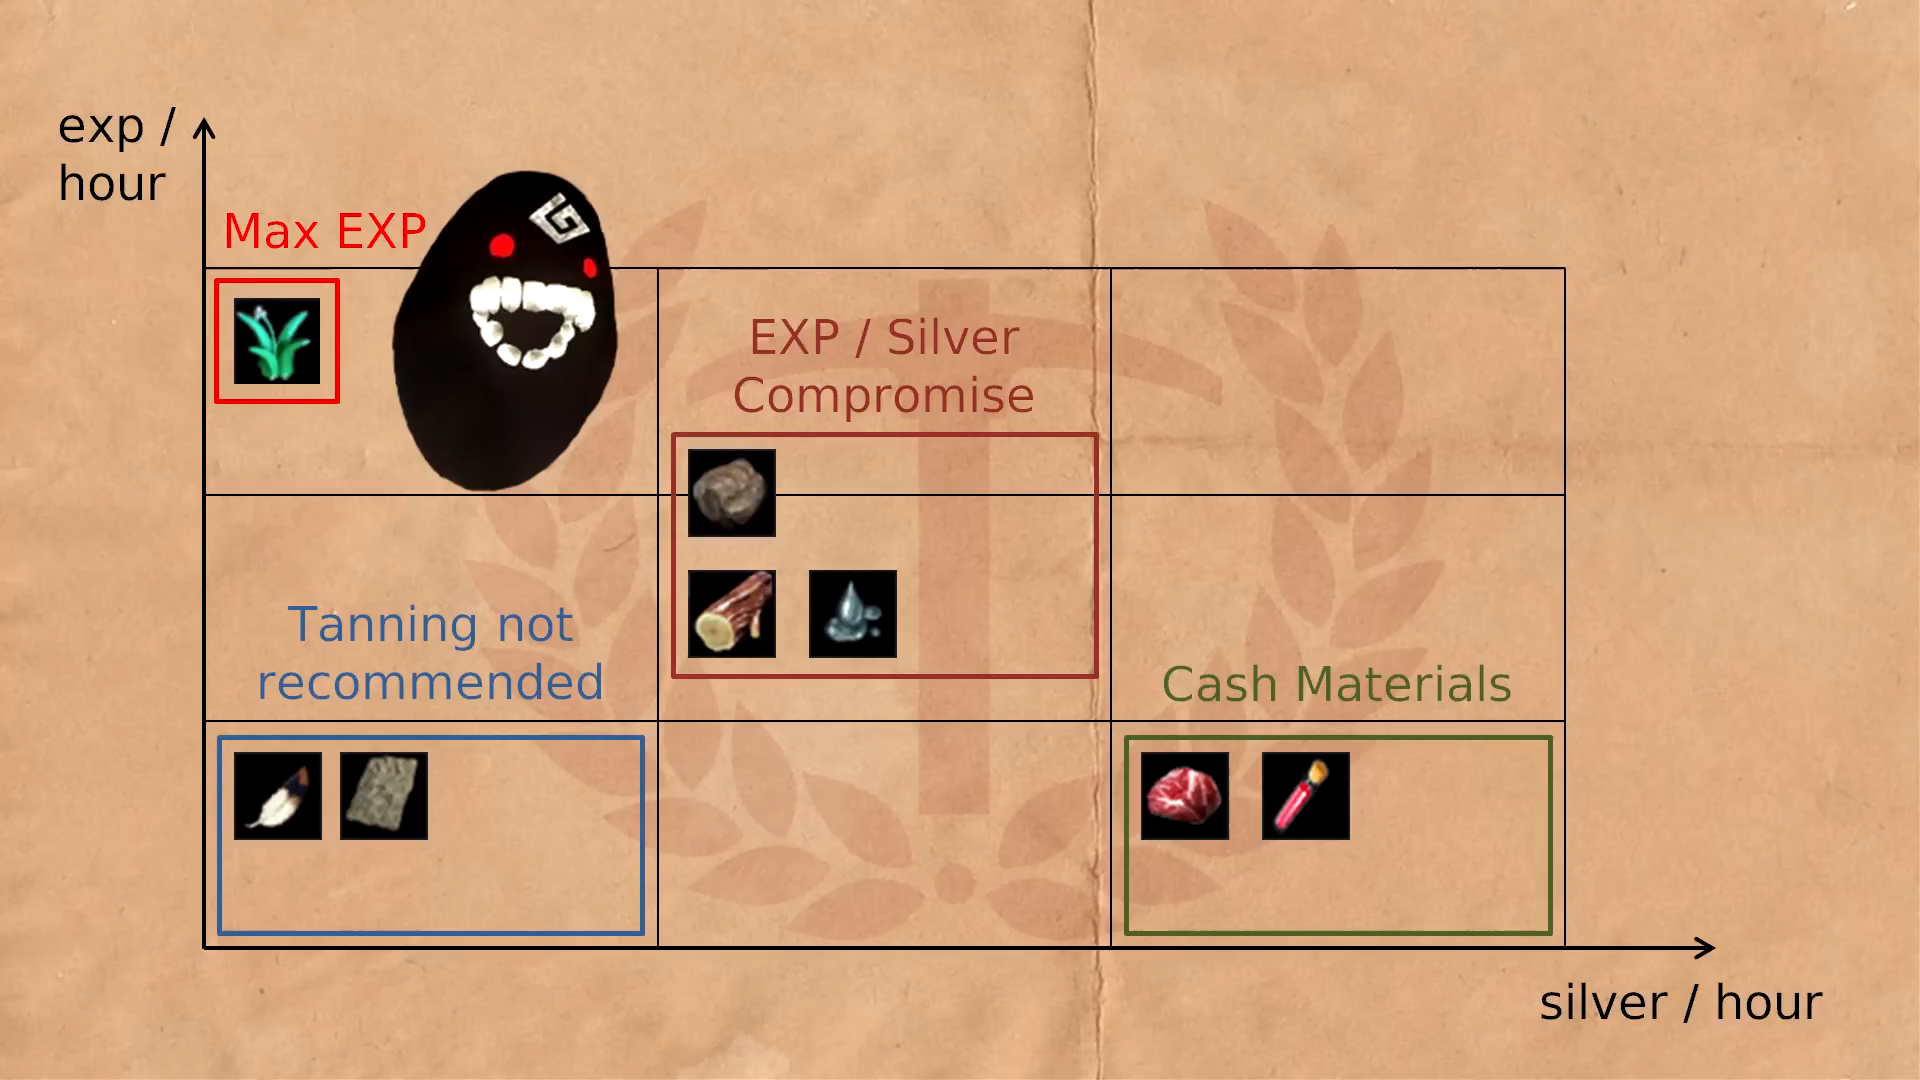 exp /
hour
Max EXP
EXP / Silver
Compromise
Tanning not
recommended
Cash Materials
silver / hour